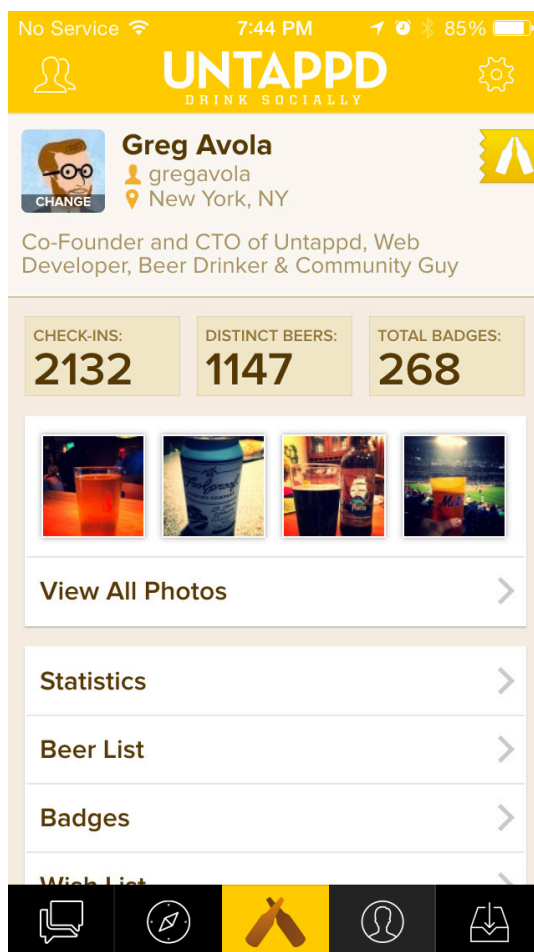 No Service 7:44 PM 85%
UNTAPPD
DRINK SOCIALLY
Greg Avola
gregavola
New York, NY
CHANGE
Co-Founder and CTO of Untappd, Web
Developer, Beer Drinker & Community Guy
CHECK-INS: DISTINCT BEERS: TOTAL BADGES:
2132 1147 268
View All Photos
Statistics
Beer List
Badges
Wish List